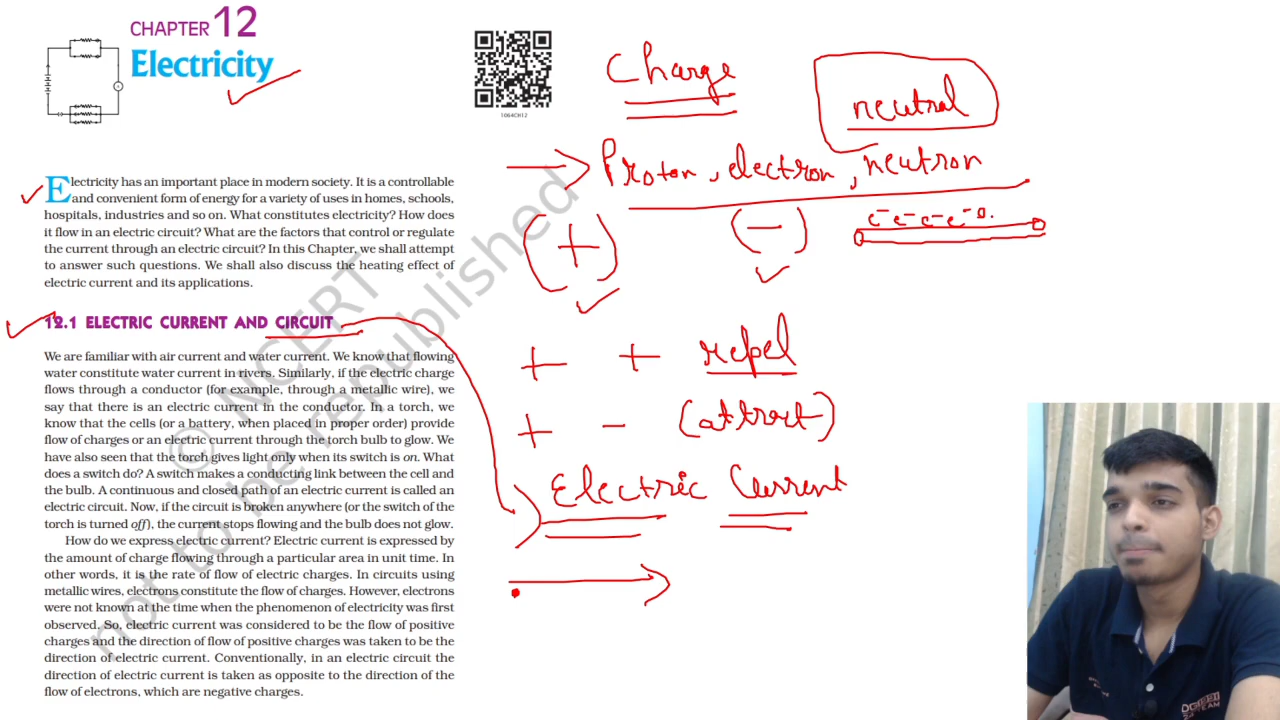 CHAPTER 12
Electricity
1064CH12
Electricity has an important place in modern society. It is a controllable
and convenient form of energy for a variety of uses in homes, schools,
hospitals, industries and so on. What constitutes electricity? How does
it flow in an electric circuit? What are the factors that control or regulate
the current through an electric circuit? In this Chapter, we shall attempt
to answer such questions. We shall also discuss the heating effect of
electric current and its applications.
12.1 ELECTRIC CURRENT AND CIRCUIT
We are familiar with air current and water current. We know that flowing
water constitute water current in rivers. Similarly, if the electric charge
flows through a conductor (for example, through a metallic wire), we
say that there is an electric current in the conductor. In a torch, we
know that the cells (or a battery, when placed in proper order) provide
flow of charges or an electric current through the torch bulb to glow. We
have also seen that the torch gives light only when its switch is on. What
does a switch do? A switch makes a conducting link between the cell and
the bulb. A continuous and closed path of an electric current is called an
electric circuit. Now, if the circuit is broken anywhere (or the switch of the
torch is turned off), the current stops flowing and the bulb does not glow.
How do we express electric current? Electric current is expressed by
the amount of charge flowing through a particular area in unit time. In
other words, it is the rate of flow of electric charges. In circuits using
metallic wires, electrons constitute the flow of charges. However, electrons
were not known at the time when the phenomenon of electricity was first
observed. So, electric current was considered to be the flow of positive
charges and the direction of flow of positive charges was taken to be the
direction of electric current. Conventionally, in an electric circuit the
direction of electric current is taken as opposite to the direction of the
flow of electrons, which are negative charges.
© NCERT
not to be republished
Charge
neutral
Proton, electron, neutron
(+) (−)
e⁻ e⁻ e⁻ e⁻
+ + repel
+ − (attract)
Electric Current